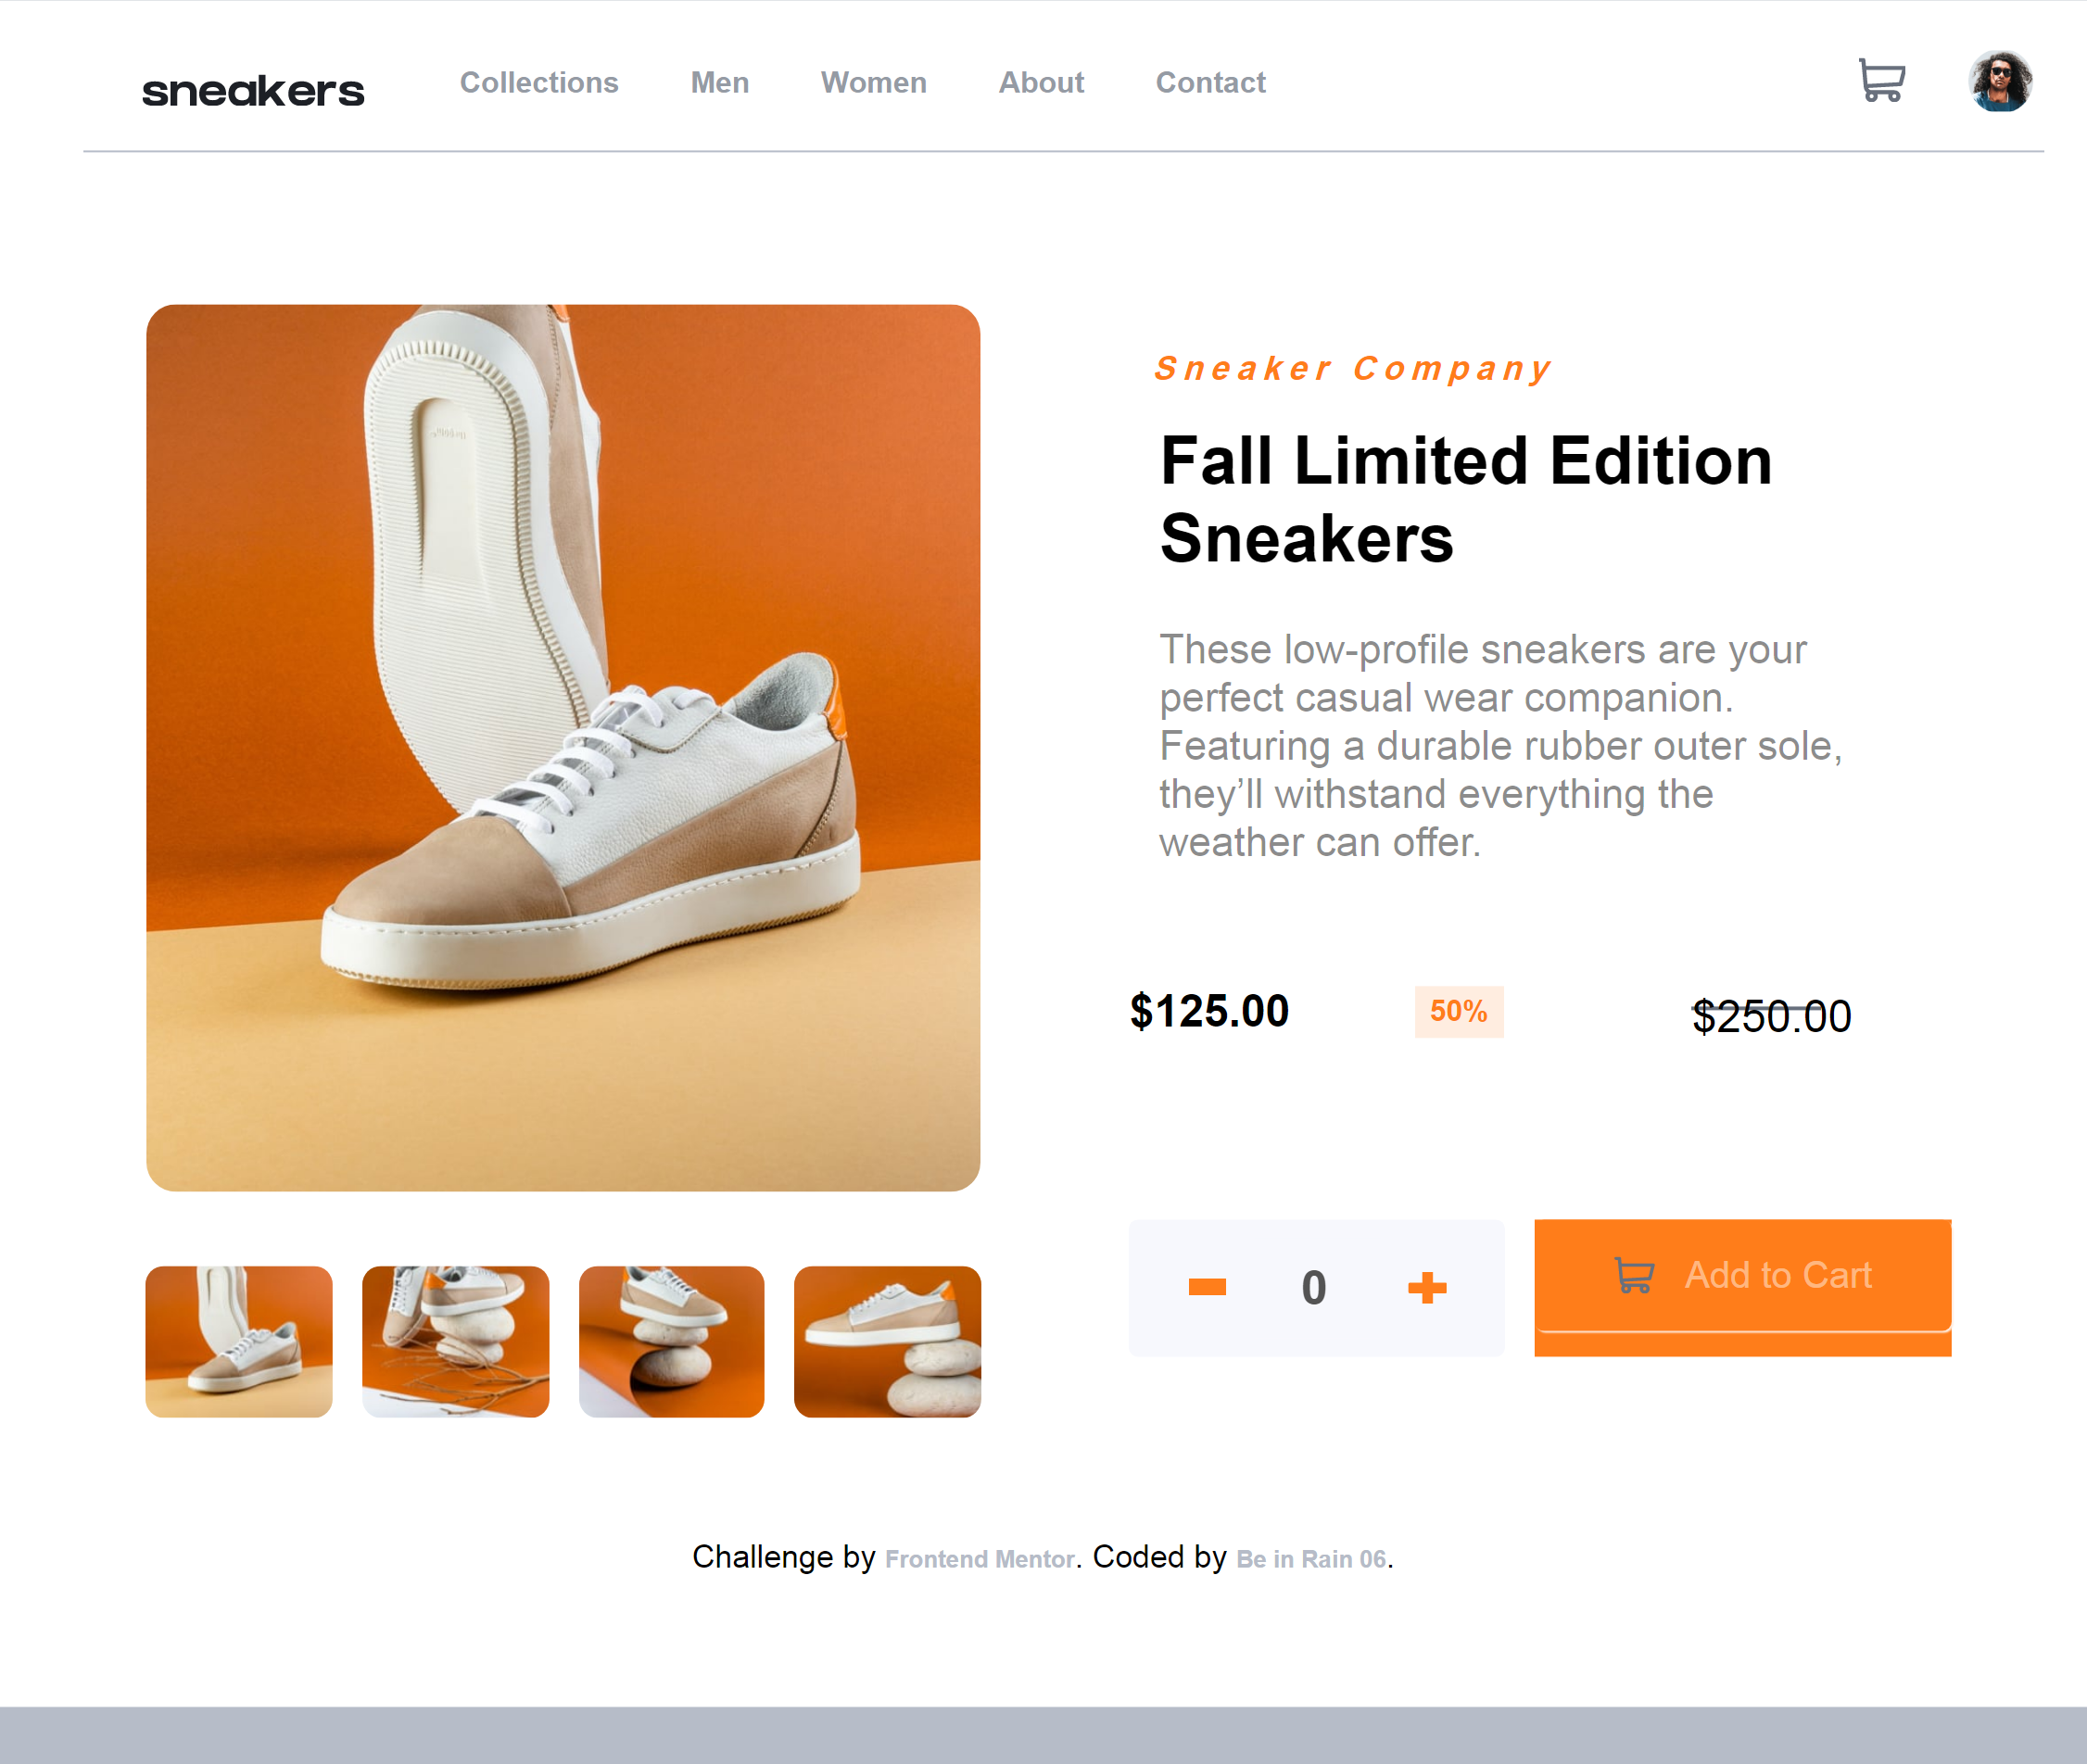 sneakers Collections Men Women About Contact
Sneaker Company
Fall Limited Edition
Sneakers
These low-profile sneakers are your
perfect casual wear companion.
Featuring a durable rubber outer sole,
they’ll withstand everything the
weather can offer.
$125.00 50% $250.00
0 Add to Cart
Challenge by Frontend Mentor. Coded by Be in Rain 06.